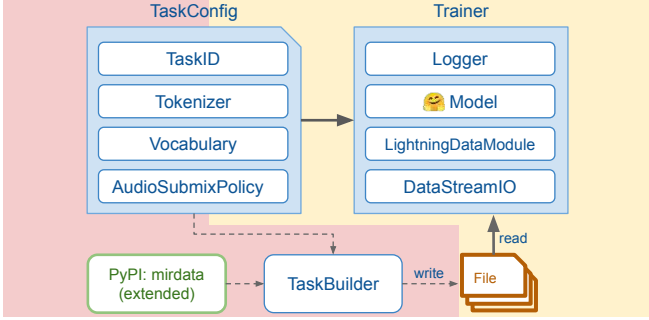 TaskConfig
TaskID
Tokenizer
Vocabulary
AudioSubmixPolicy
Trainer
Logger
🤗 Model
LightningDataModule
DataStreamIO
read
PyPI: mirdata
(extended)
TaskBuilder
write
File